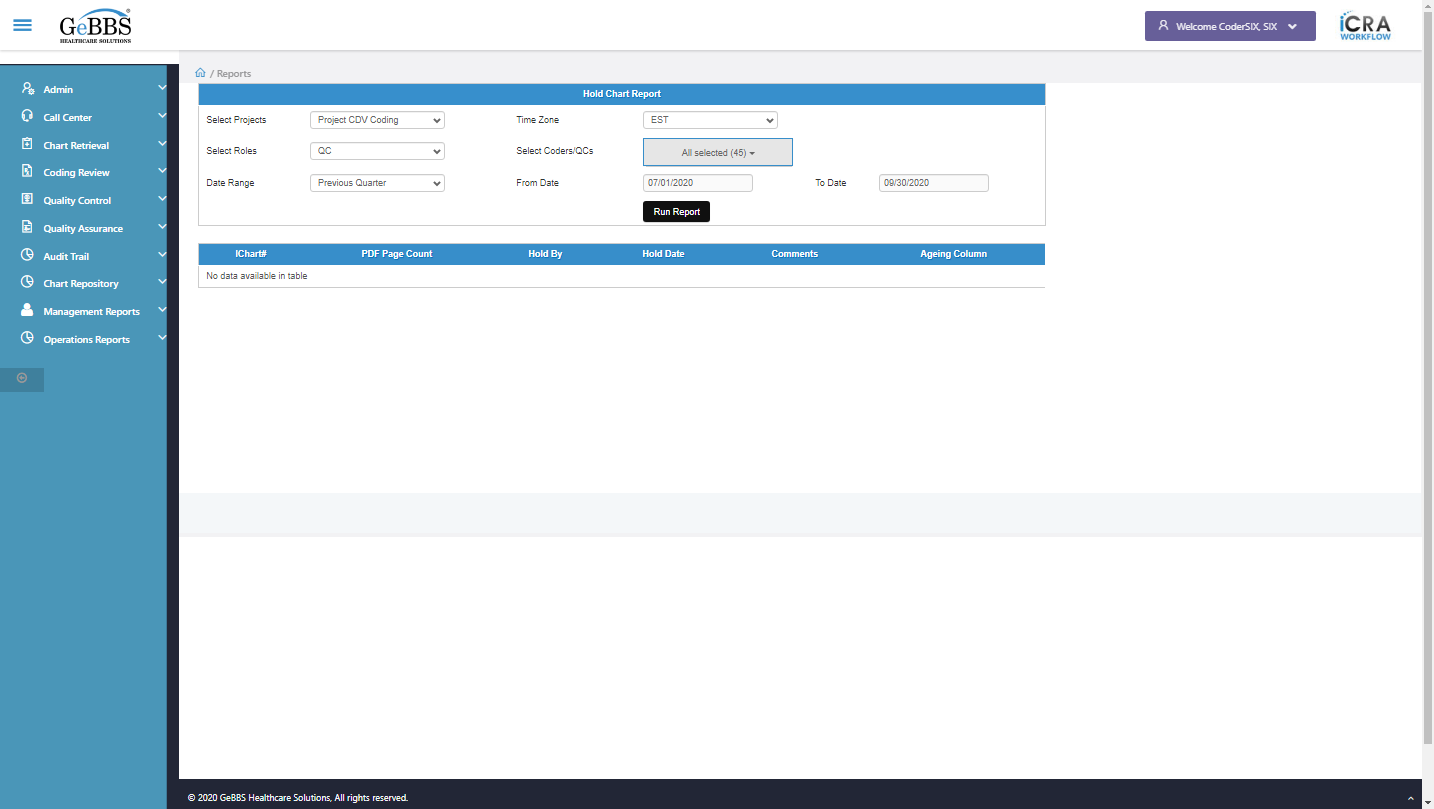 GeBBS®
HEALTHCARE SOLUTIONS
Welcome CoderSIX, SIX
iCRA
WORKFLOW
Admin
Call Center
Chart Retrieval
Coding Review
Quality Control
Quality Assurance
Audit Trail
Chart Repository
Management Reports
Operations Reports
/ Reports
Hold Chart Report
Select Projects Project CDV Coding Time Zone EST
Select Roles QC Select Coders/QCs All selected (45)
Date Range Previous Quarter From Date 07/01/2020 To Date 09/30/2020
Run Report
IChart# PDF Page Count Hold By Hold Date Comments Ageing Column
No data available in table
© 2020 GeBBS Healthcare Solutions, All rights reserved.